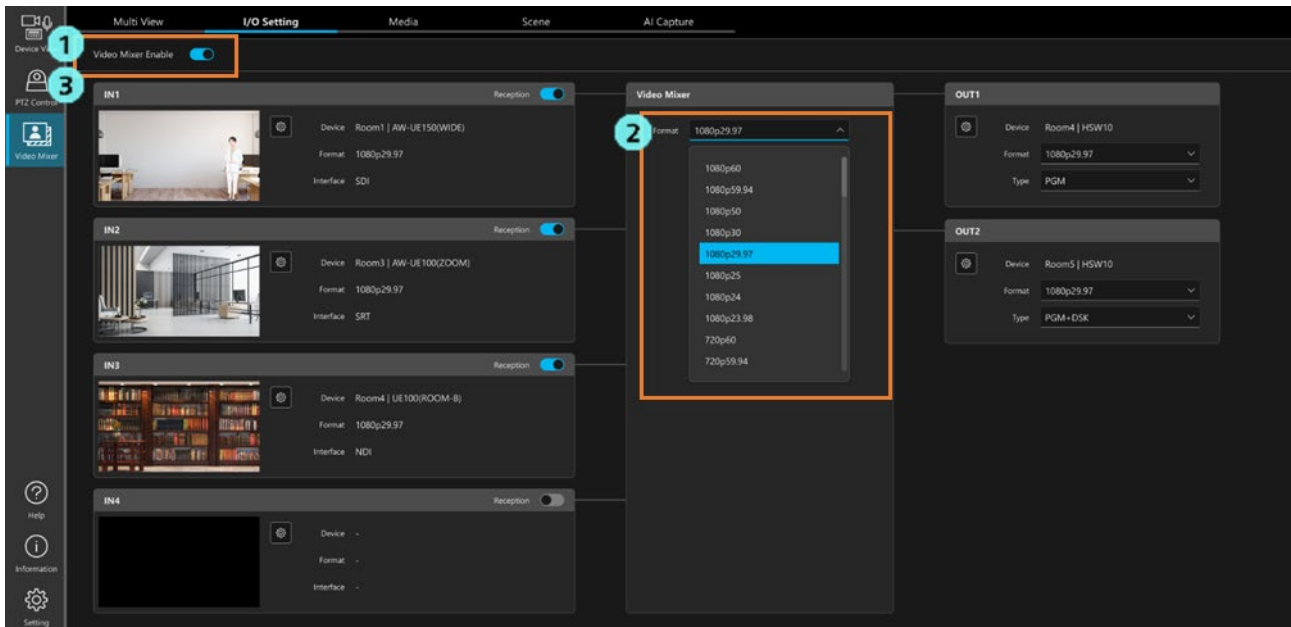 Multi View I/O Setting Media Scene AI Capture
Device Vi
1
Video Mixer Enable
3
PTZ Control
Video Mixer
Help
Information
Setting
IN1 Reception
Device Room1 | AW-UE150(WIDE)
Format 1080p29.97
Interface SDI
IN2 Reception
Device Room3 | AW-UE100(ZOOM)
Format 1080p29.97
Interface SRT
IN3 Reception
Device Room4 | UE100(ROOM-B)
Format 1080p29.97
Interface NDI
IN4 Reception
Device -
Format -
Interface -
Video Mixer
2
Format 1080p29.97
1080p60
1080p59.94
1080p50
1080p30
1080p29.97
1080p25
1080p24
1080p23.98
720p60
720p59.94
OUT1
Device Room4 | HSW10
Format 1080p29.97
Type PGM
OUT2
Device Room5 | HSW10
Format 1080p29.97
Type PGM+DSK